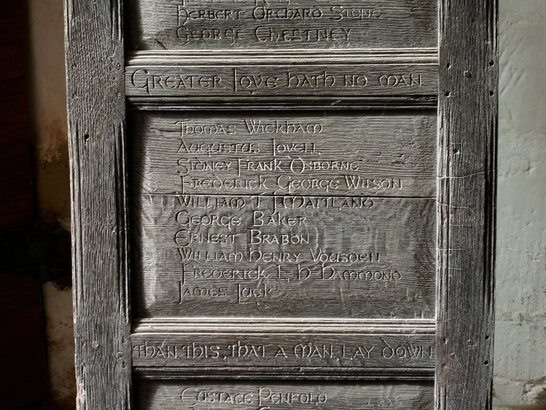 Herbert Orchard Stone
George Chestney
Greater love hath no man
Thomas Wickham
Augustus Lovell
Sidney Frank Osborne
Frederick George Wilson
William T J Maitland
George Baker
Ernest Brabon
William Henry Vousden
Frederick L H Hammond
James Luck
than this, that a man lay down
Penfold